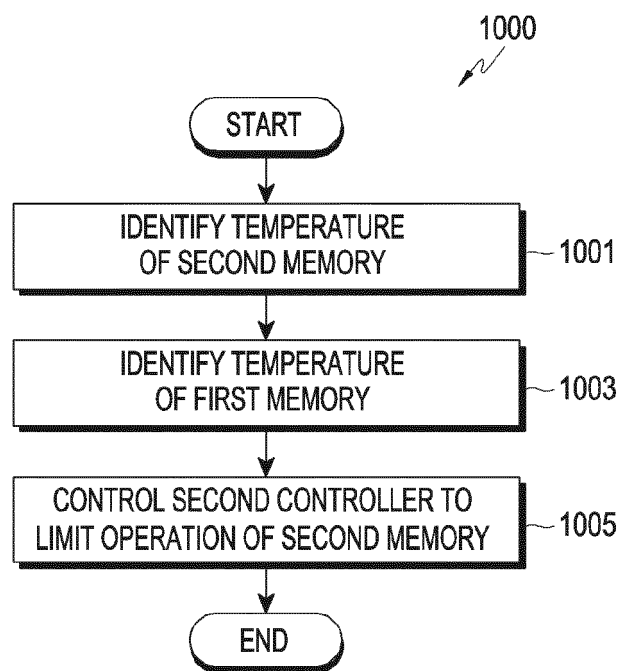 1000
START
IDENTIFY TEMPERATURE
OF SECOND MEMORY
1001
IDENTIFY TEMPERATURE
OF FIRST MEMORY
1003
CONTROL SECOND CONTROLLER TO
LIMIT OPERATION OF SECOND MEMORY
1005
END